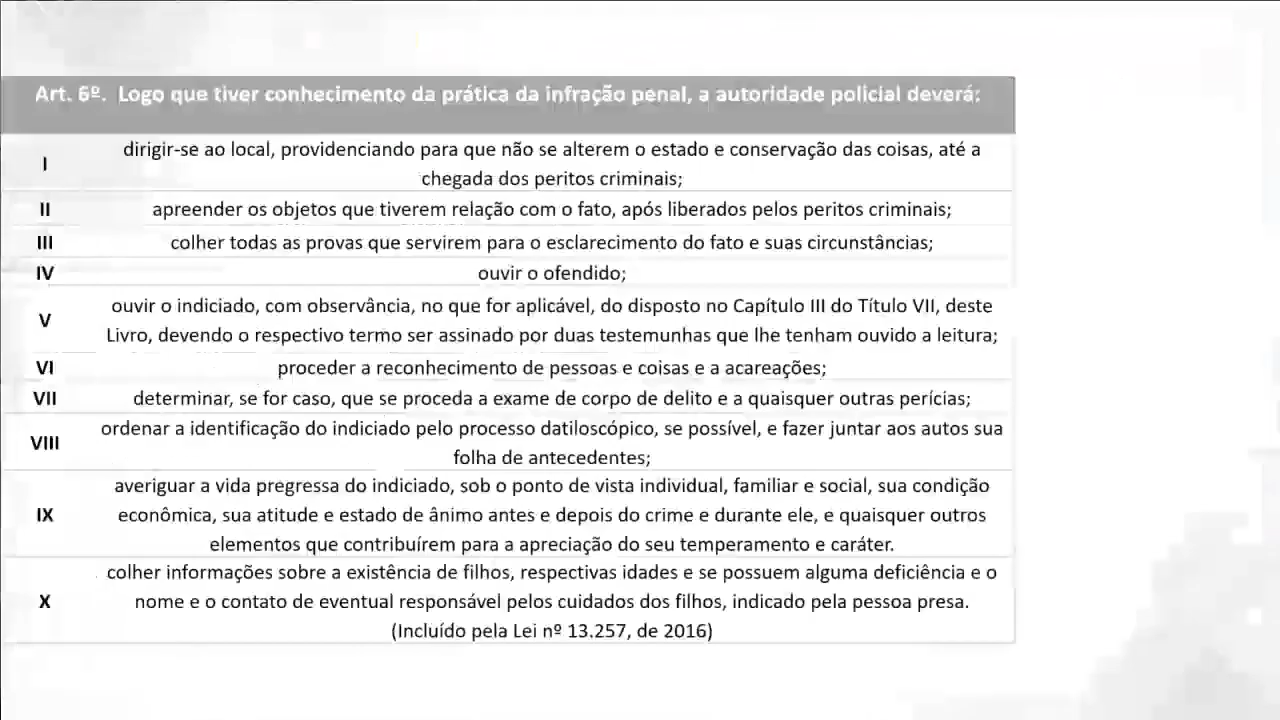 Art. 6º. Logo que tiver conhecimento da prática da infração penal, a autoridade policial deverá:
I
dirigir-se ao local, providenciando para que não se alterem o estado e conservação das coisas, até a
chegada dos peritos criminais;
II
apreender os objetos que tiverem relação com o fato, após liberados pelos peritos criminais;
III
colher todas as provas que servirem para o esclarecimento do fato e suas circunstâncias;
IV
ouvir o ofendido;
V
ouvir o indiciado, com observância, no que for aplicável, do disposto no Capítulo III do Título VII, deste
Livro, devendo o respectivo termo ser assinado por duas testemunhas que lhe tenham ouvido a leitura;
VI
proceder a reconhecimento de pessoas e coisas e a acareações;
VII
determinar, se for caso, que se proceda a exame de corpo de delito e a quaisquer outras perícias;
VIII
ordenar a identificação do indiciado pelo processo datiloscópico, se possível, e fazer juntar aos autos sua
folha de antecedentes;
IX
averiguar a vida pregressa do indiciado, sob o ponto de vista individual, familiar e social, sua condição
econômica, sua atitude e estado de ânimo antes e depois do crime e durante ele, e quaisquer outros
elementos que contribuírem para a apreciação do seu temperamento e caráter.
X
colher informações sobre a existência de filhos, respectivas idades e se possuem alguma deficiência e o
nome e o contato de eventual responsável pelos cuidados dos filhos, indicado pela pessoa presa.
(Incluído pela Lei nº 13.257, de 2016)